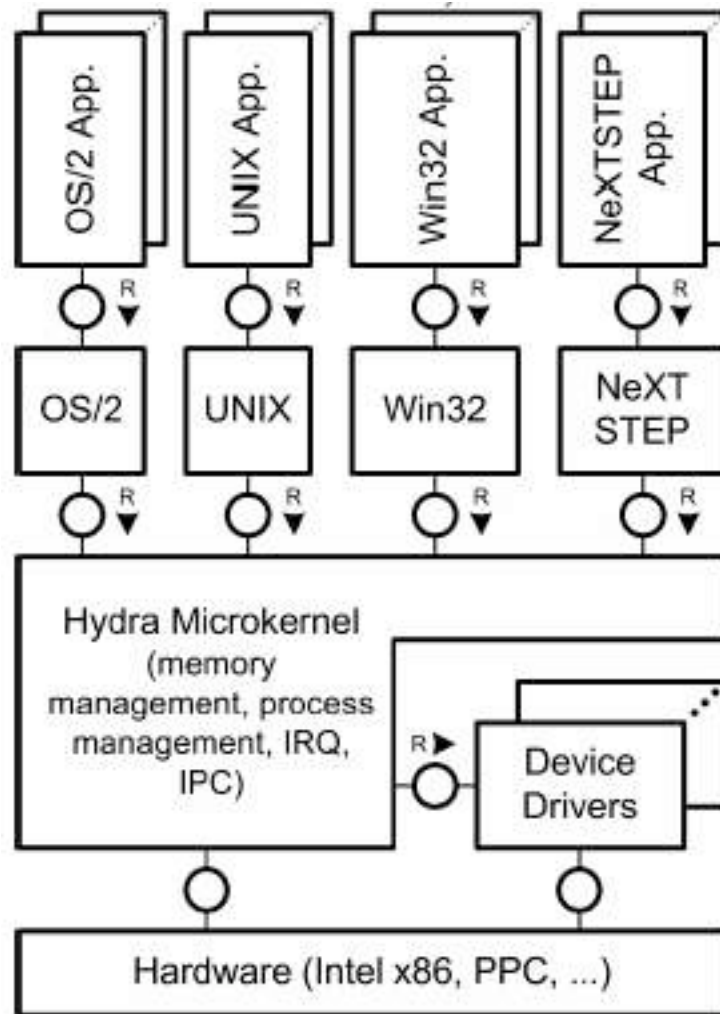 OS/2 App.
UNIX App.
Win32 App.
NeXTSTEP
App.
R
R
R
R
OS/2
UNIX
Win32
NeXT
STEP
R
R
R
R
Hydra Microkernel
(memory
management, process
management, IRQ,
IPC)
R
Device
Drivers
Hardware (Intel x86, PPC, ...)